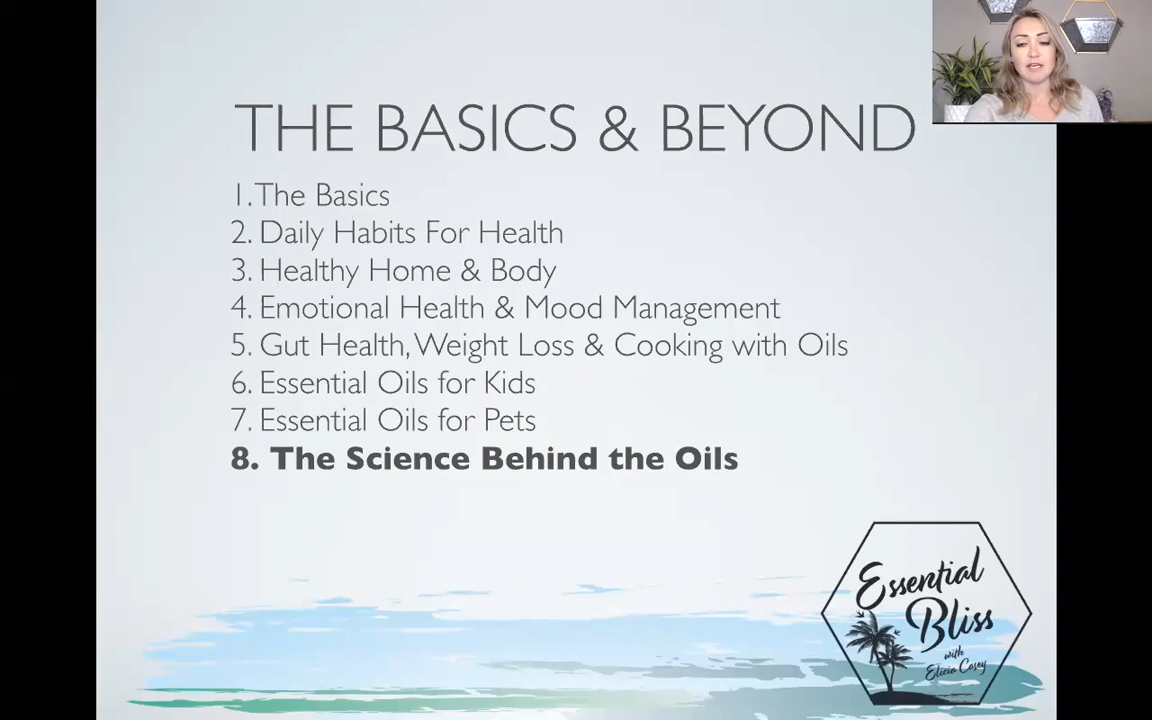 THE BASICS & BEYOND
1. The Basics
2. Daily Habits For Health
3. Healthy Home & Body
4. Emotional Health & Mood Management
5. Gut Health, Weight Loss & Cooking with Oils
6. Essential Oils for Kids
7. Essential Oils for Pets
8. The Science Behind the Oils
Essential
Bliss
with
Elicia Casey